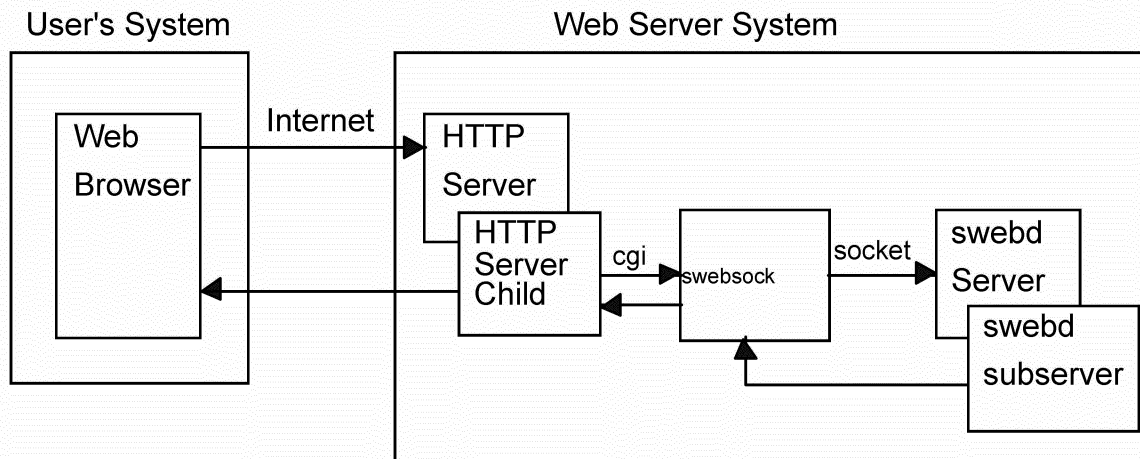 User's System
Web Server System
Internet
Web
Browser
HTTP
Server
HTTP
Server
Child
cgi
swebsock
socket
swebd
Server
swebd
subserver